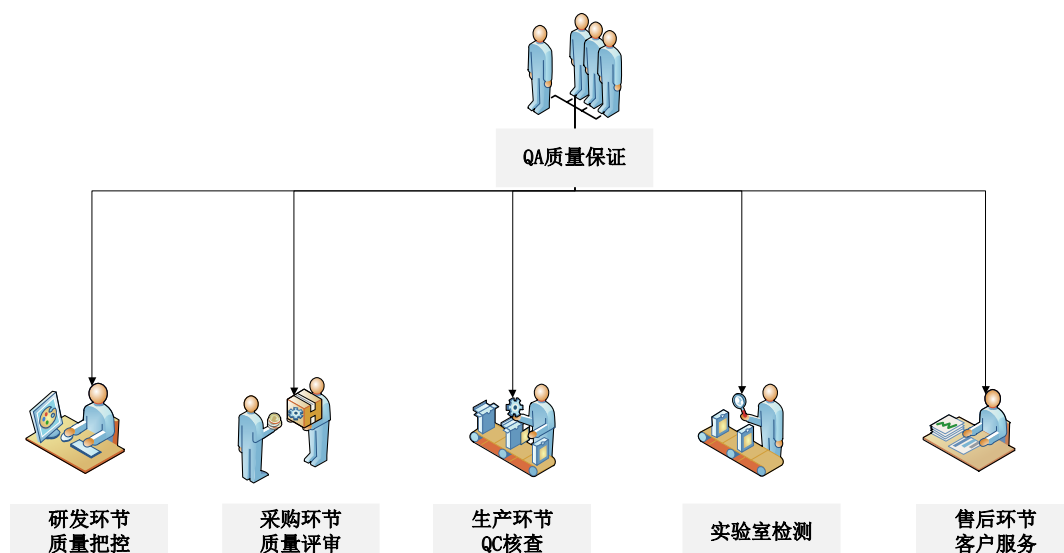 QA质量保证
研发环节
质量把控
采购环节
质量评审
生产环节
QC核查
实验室检测
售后环节
客户服务